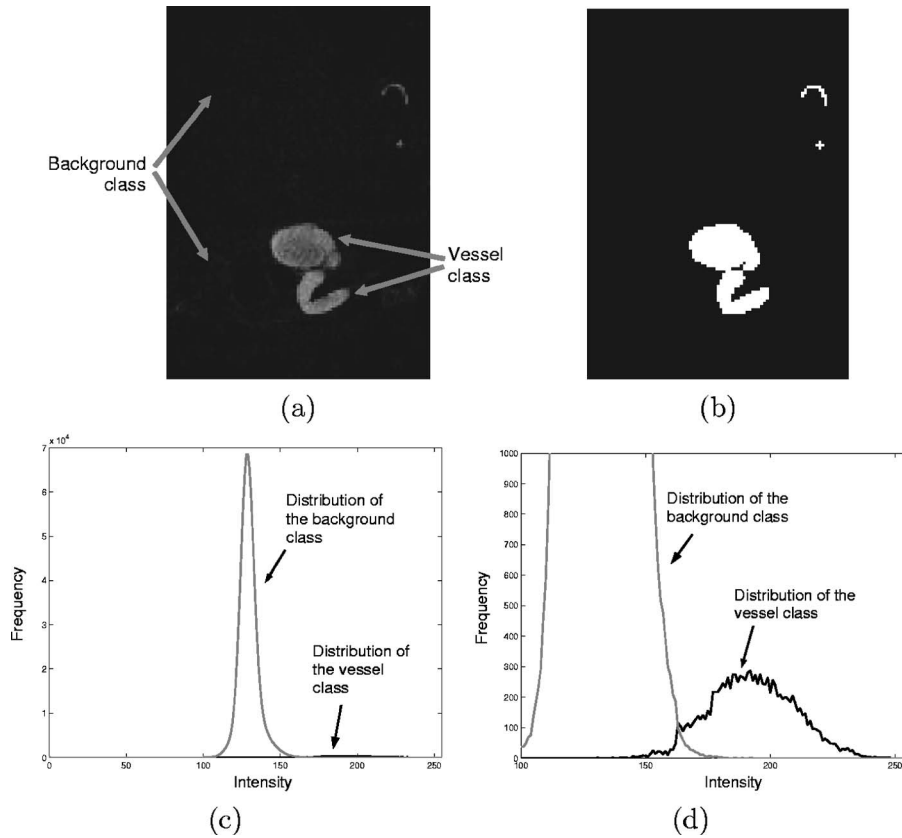 Background
class
Vessel
class
(a)
(b)
x 10^4
7
6
5
4
3
2
1
0
0
50
100
150
200
250
Frequency
Intensity
Distribution of
the background
class
Distribution of
the vessel
class
(c)
1000
900
800
700
600
500
400
300
200
100
0
100
150
200
250
Frequency
Intensity
Distribution of the
background class
Distribution of the
vessel class
(d)